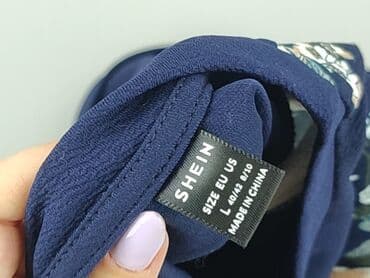 SHEIN
SIZE EU US
L 40/42 8/10
MADE IN CHINA